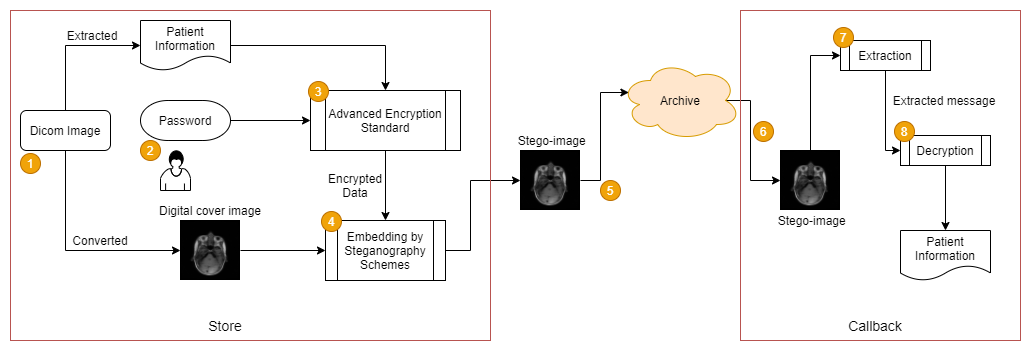 Extracted
Patient
Information
3
Advanced Encryption
Standard
Dicom Image
1
Password
2
Encrypted
Data
Digital cover image
Converted
4
Embedding by
Steganography
Schemes
Store
Stego-image
5
Archive
6
Stego-image
7
Extraction
Extracted message
8
Decryption
Patient
Information
Callback